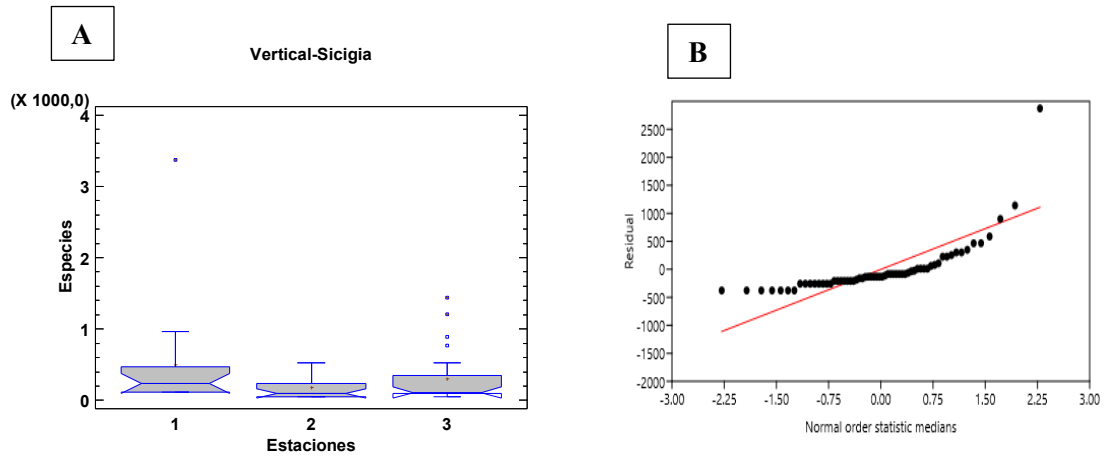 A
Vertical-Sicigia
(X 1000,0)
4
3
2
1
0
Especies
1 2 3
Estaciones
B
2500
2000
1500
1000
500
0
-500
-1000
-1500
-2000
Residual
-3.00 -2.25 -1.50 -0.75 0.00 0.75 1.50 2.25 3.00
Normal order statistic medians